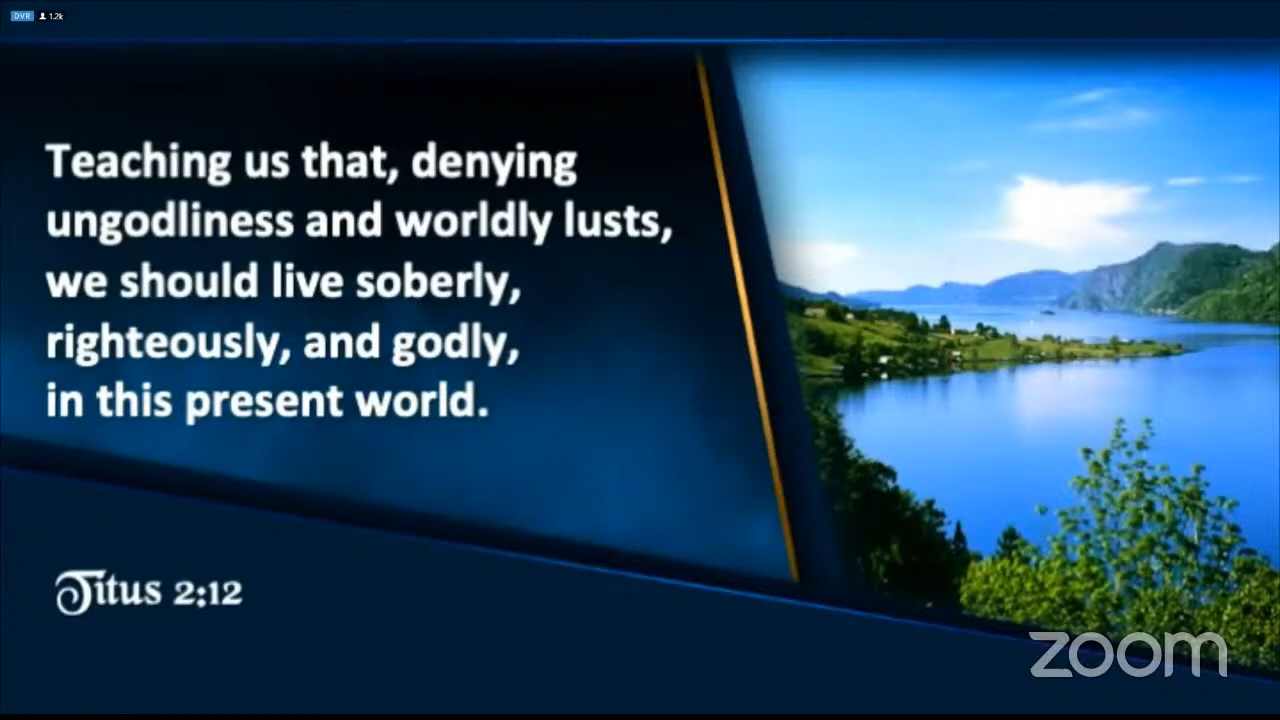 DVR 1.2k
Teaching us that, denying
ungodliness and worldly lusts,
we should live soberly,
righteously, and godly,
in this present world.
Titus 2:12
zoom